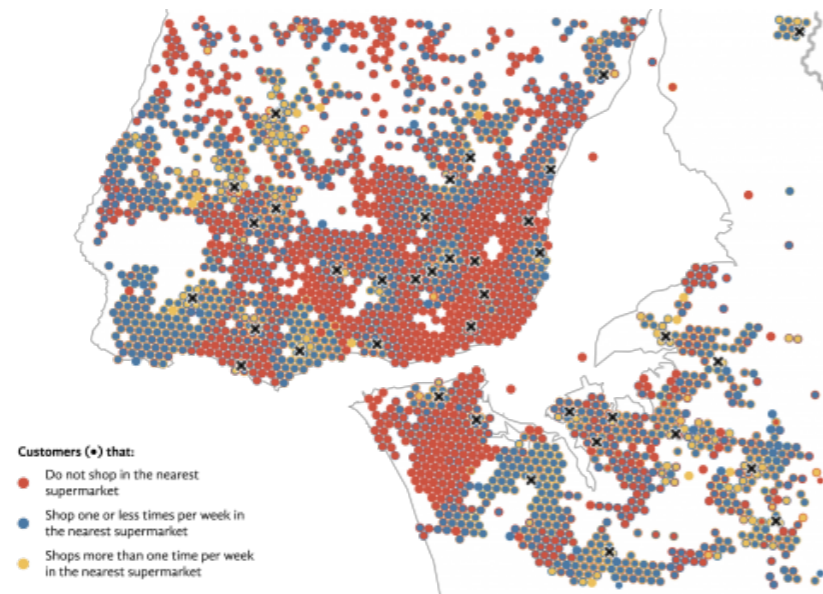 Customers (•) that:
Do not shop in the nearest
supermarket
Shop one or less times per week in
the nearest supermarket
Shops more than one time per week
in the nearest supermarket